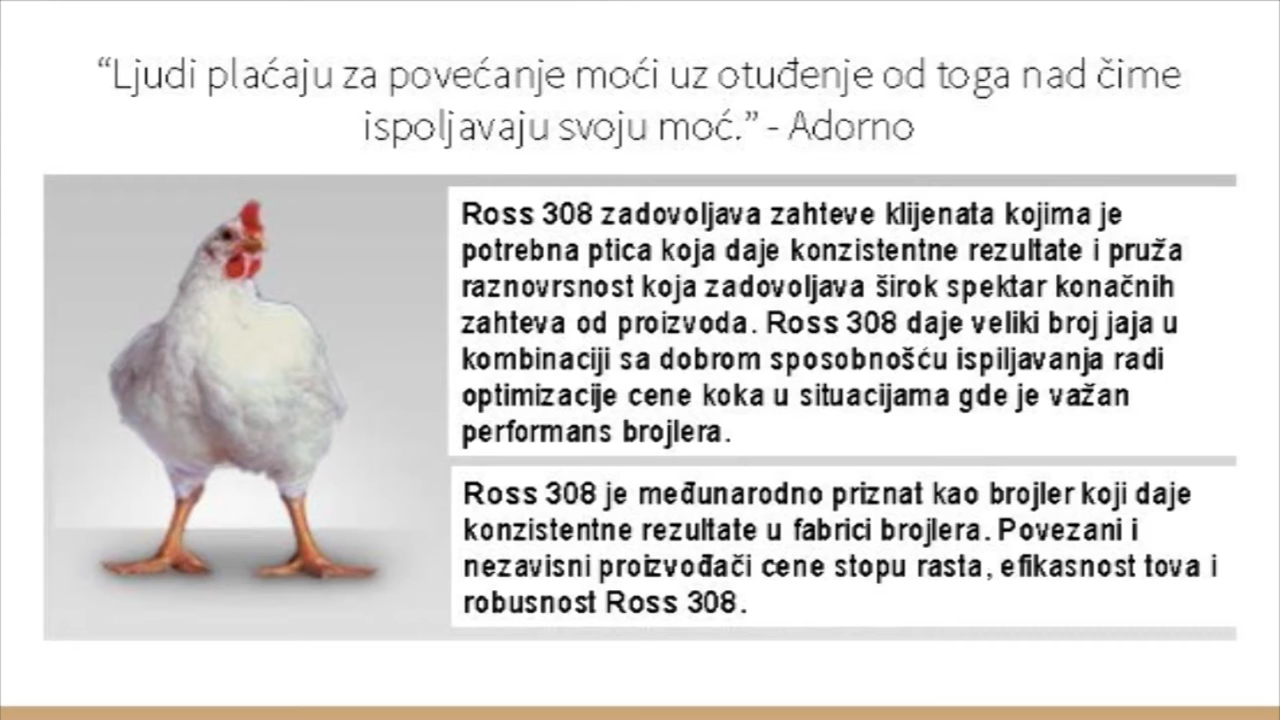 “Ljudi plaćaju za povećanje moći uz otuđenje od toga nad čime
ispoljavaju svoju moć.” - Adorno
Ross 308 zadovoljava zahteve klijenata kojima je
potrebna ptica koja daje konzistentne rezultate i pruža
raznovrsnost koja zadovoljava širok spektar konačnih
zahteva od proizvoda. Ross 308 daje veliki broj jaja u
kombinaciji sa dobrom sposobnošću ispiljavanja radi
optimizacije cene koka u situacijama gde je važan
performans brojlera.
Ross 308 je međunarodno priznat kao brojler koji daje
konzistentne rezultate u fabrici brojlera. Povezani i
nezavisni proizvođači cene stopu rasta, efikasnost tova i
robusnost Ross 308.